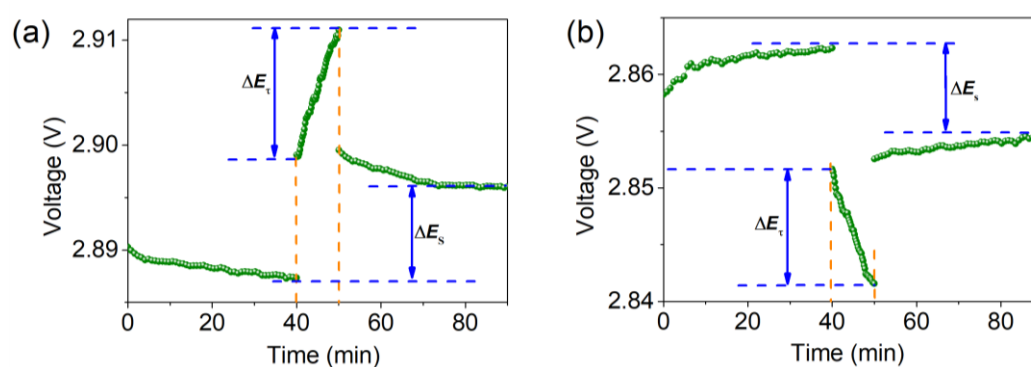 (a)
Voltage (V)
2.91
2.90
2.89
ΔEτ
ΔES
0 20 40 60 80
Time (min)
(b)
Voltage (V)
2.86
2.85
2.84
ΔEs
ΔEτ
0 20 40 60 80
Time (min)